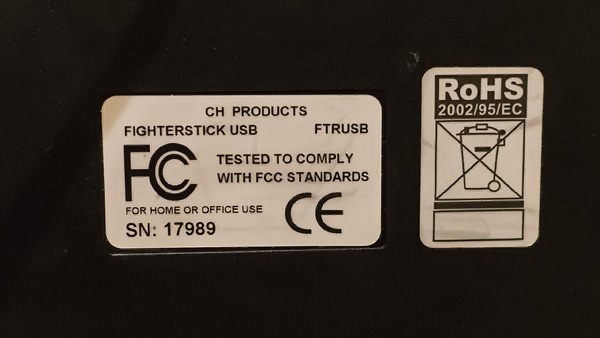 CH PRODUCTS
FIGHTERSTICK USB FTRUSB
FCC
TESTED TO COMPLY
WITH FCC STANDARDS
FOR HOME OR OFFICE USE
CE
SN: 17989
RoHS
2002/95/EC